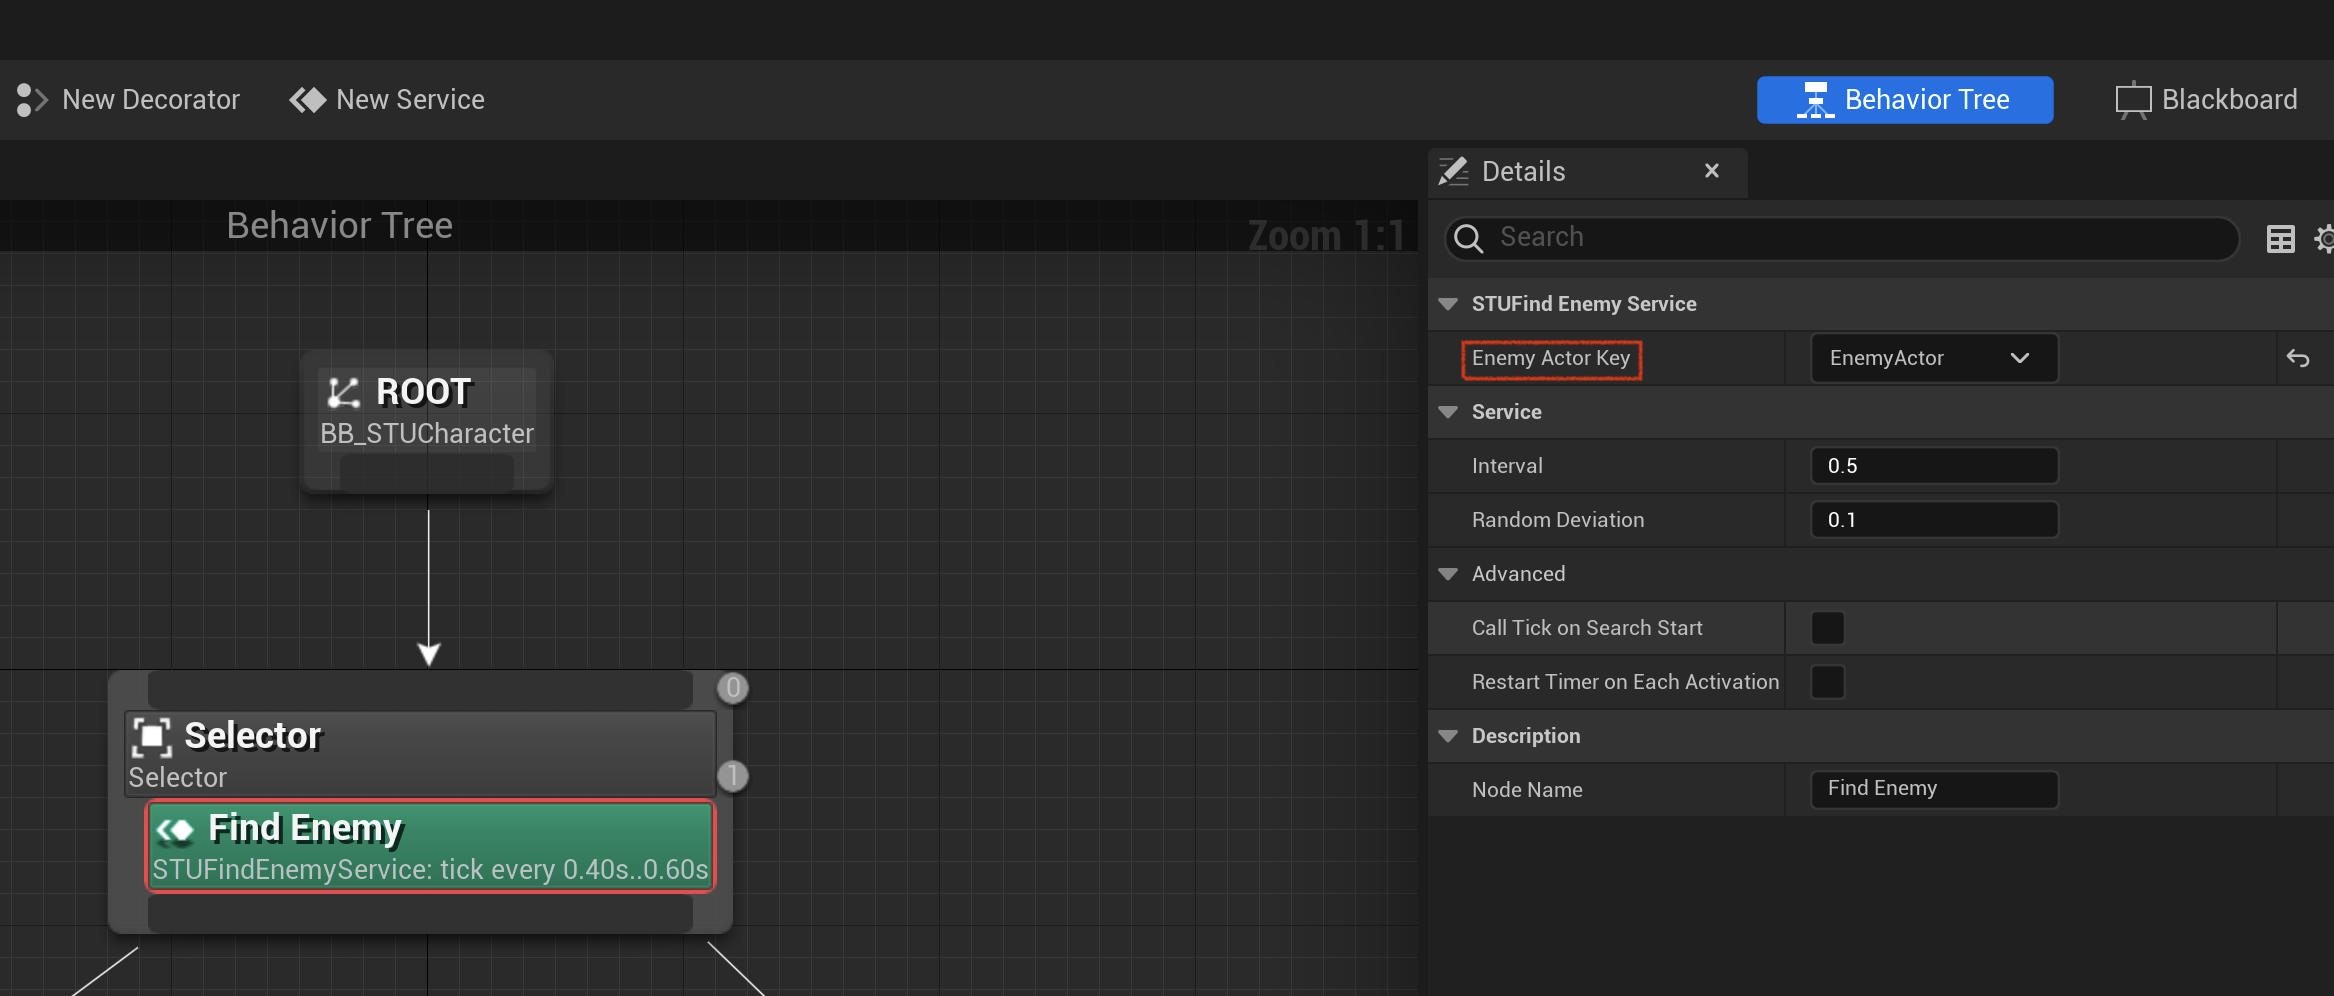 New Decorator
New Service
Behavior Tree
Blackboard
Details
Behavior Tree
Zoom 1:1
Search
STUFind Enemy Service
Enemy Actor Key
EnemyActor
Service
Interval
0.5
Random Deviation
0.1
Advanced
Call Tick on Search Start
Restart Timer on Each Activation
Description
Node Name
Find Enemy
ROOT
BB_STUCharacter
0
Selector
Selector
1
Find Enemy
STUFindEnemyService: tick every 0.40s..0.60s